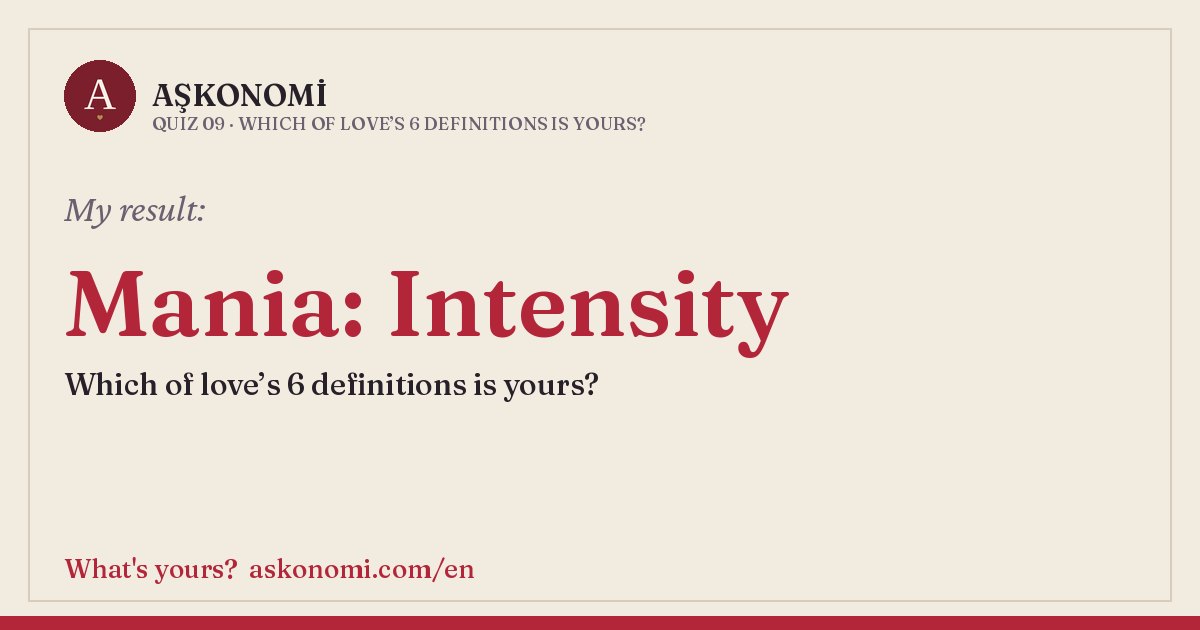 A
AŞKONOMİ
QUIZ 09 · WHICH OF LOVE’S 6 DEFINITIONS IS YOURS?
My result:
Mania: Intensity
Which of love’s 6 definitions is yours?
What's yours? askonomi.com/en